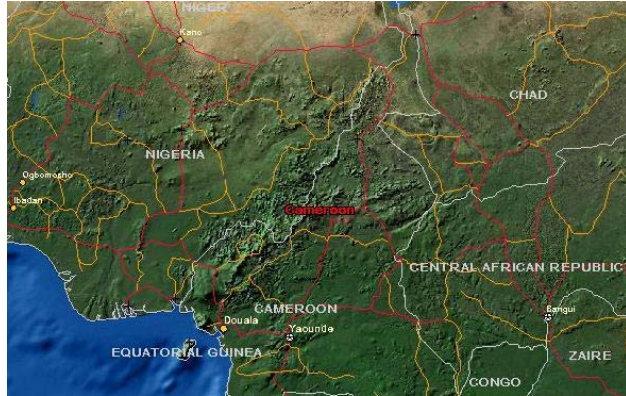 NIGER
Kano
CHAD
NIGERIA
Ogbomosho
Ibadan
Cameroon
CENTRAL AFRICAN REPUBLIC
CAMEROON
Bangui
Douala
Yaounde
EQUATORIAL GUINEA
ZAIRE
CONGO